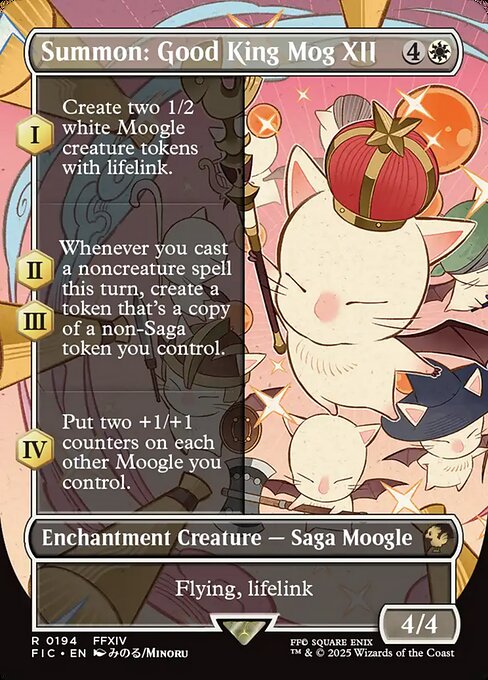 Summon: Good King Mog XII 4
I
Create two 1/2
white Moogle
creature tokens
with lifelink.
II
III
Whenever you cast
a noncreature spell
this turn, create a
token that's a copy
of a non-Saga
token you control.
IV
Put two +1/+1
counters on each
other Moogle you
control.
Enchantment Creature — Saga Moogle
Flying, lifelink
4/4
R 0194 FFXIV
FIC • EN みのる/Minoru
FF© SQUARE ENIX
™ & © 2025 Wizards of the Coast